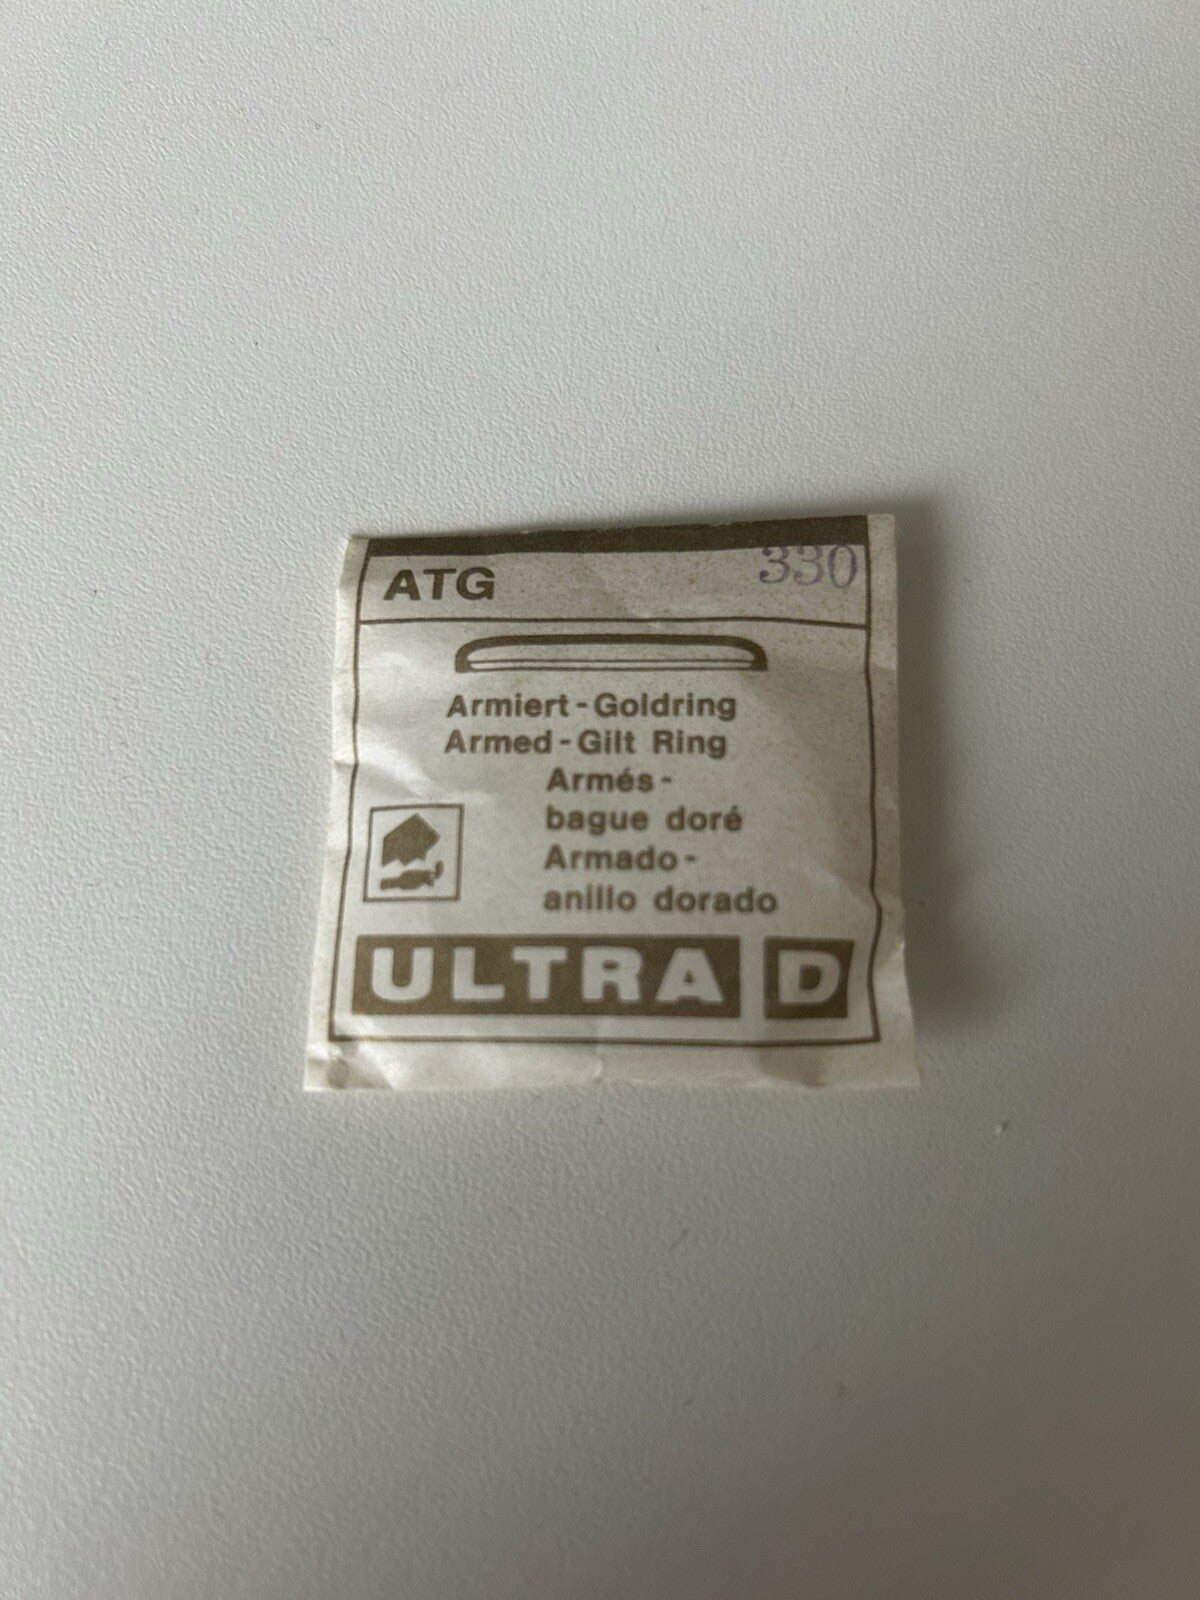 ATG 330
Armiert-Goldring
Armed-Gilt Ring
Armés-
bague doré
Armado-
anillo dorado
ULTRA D